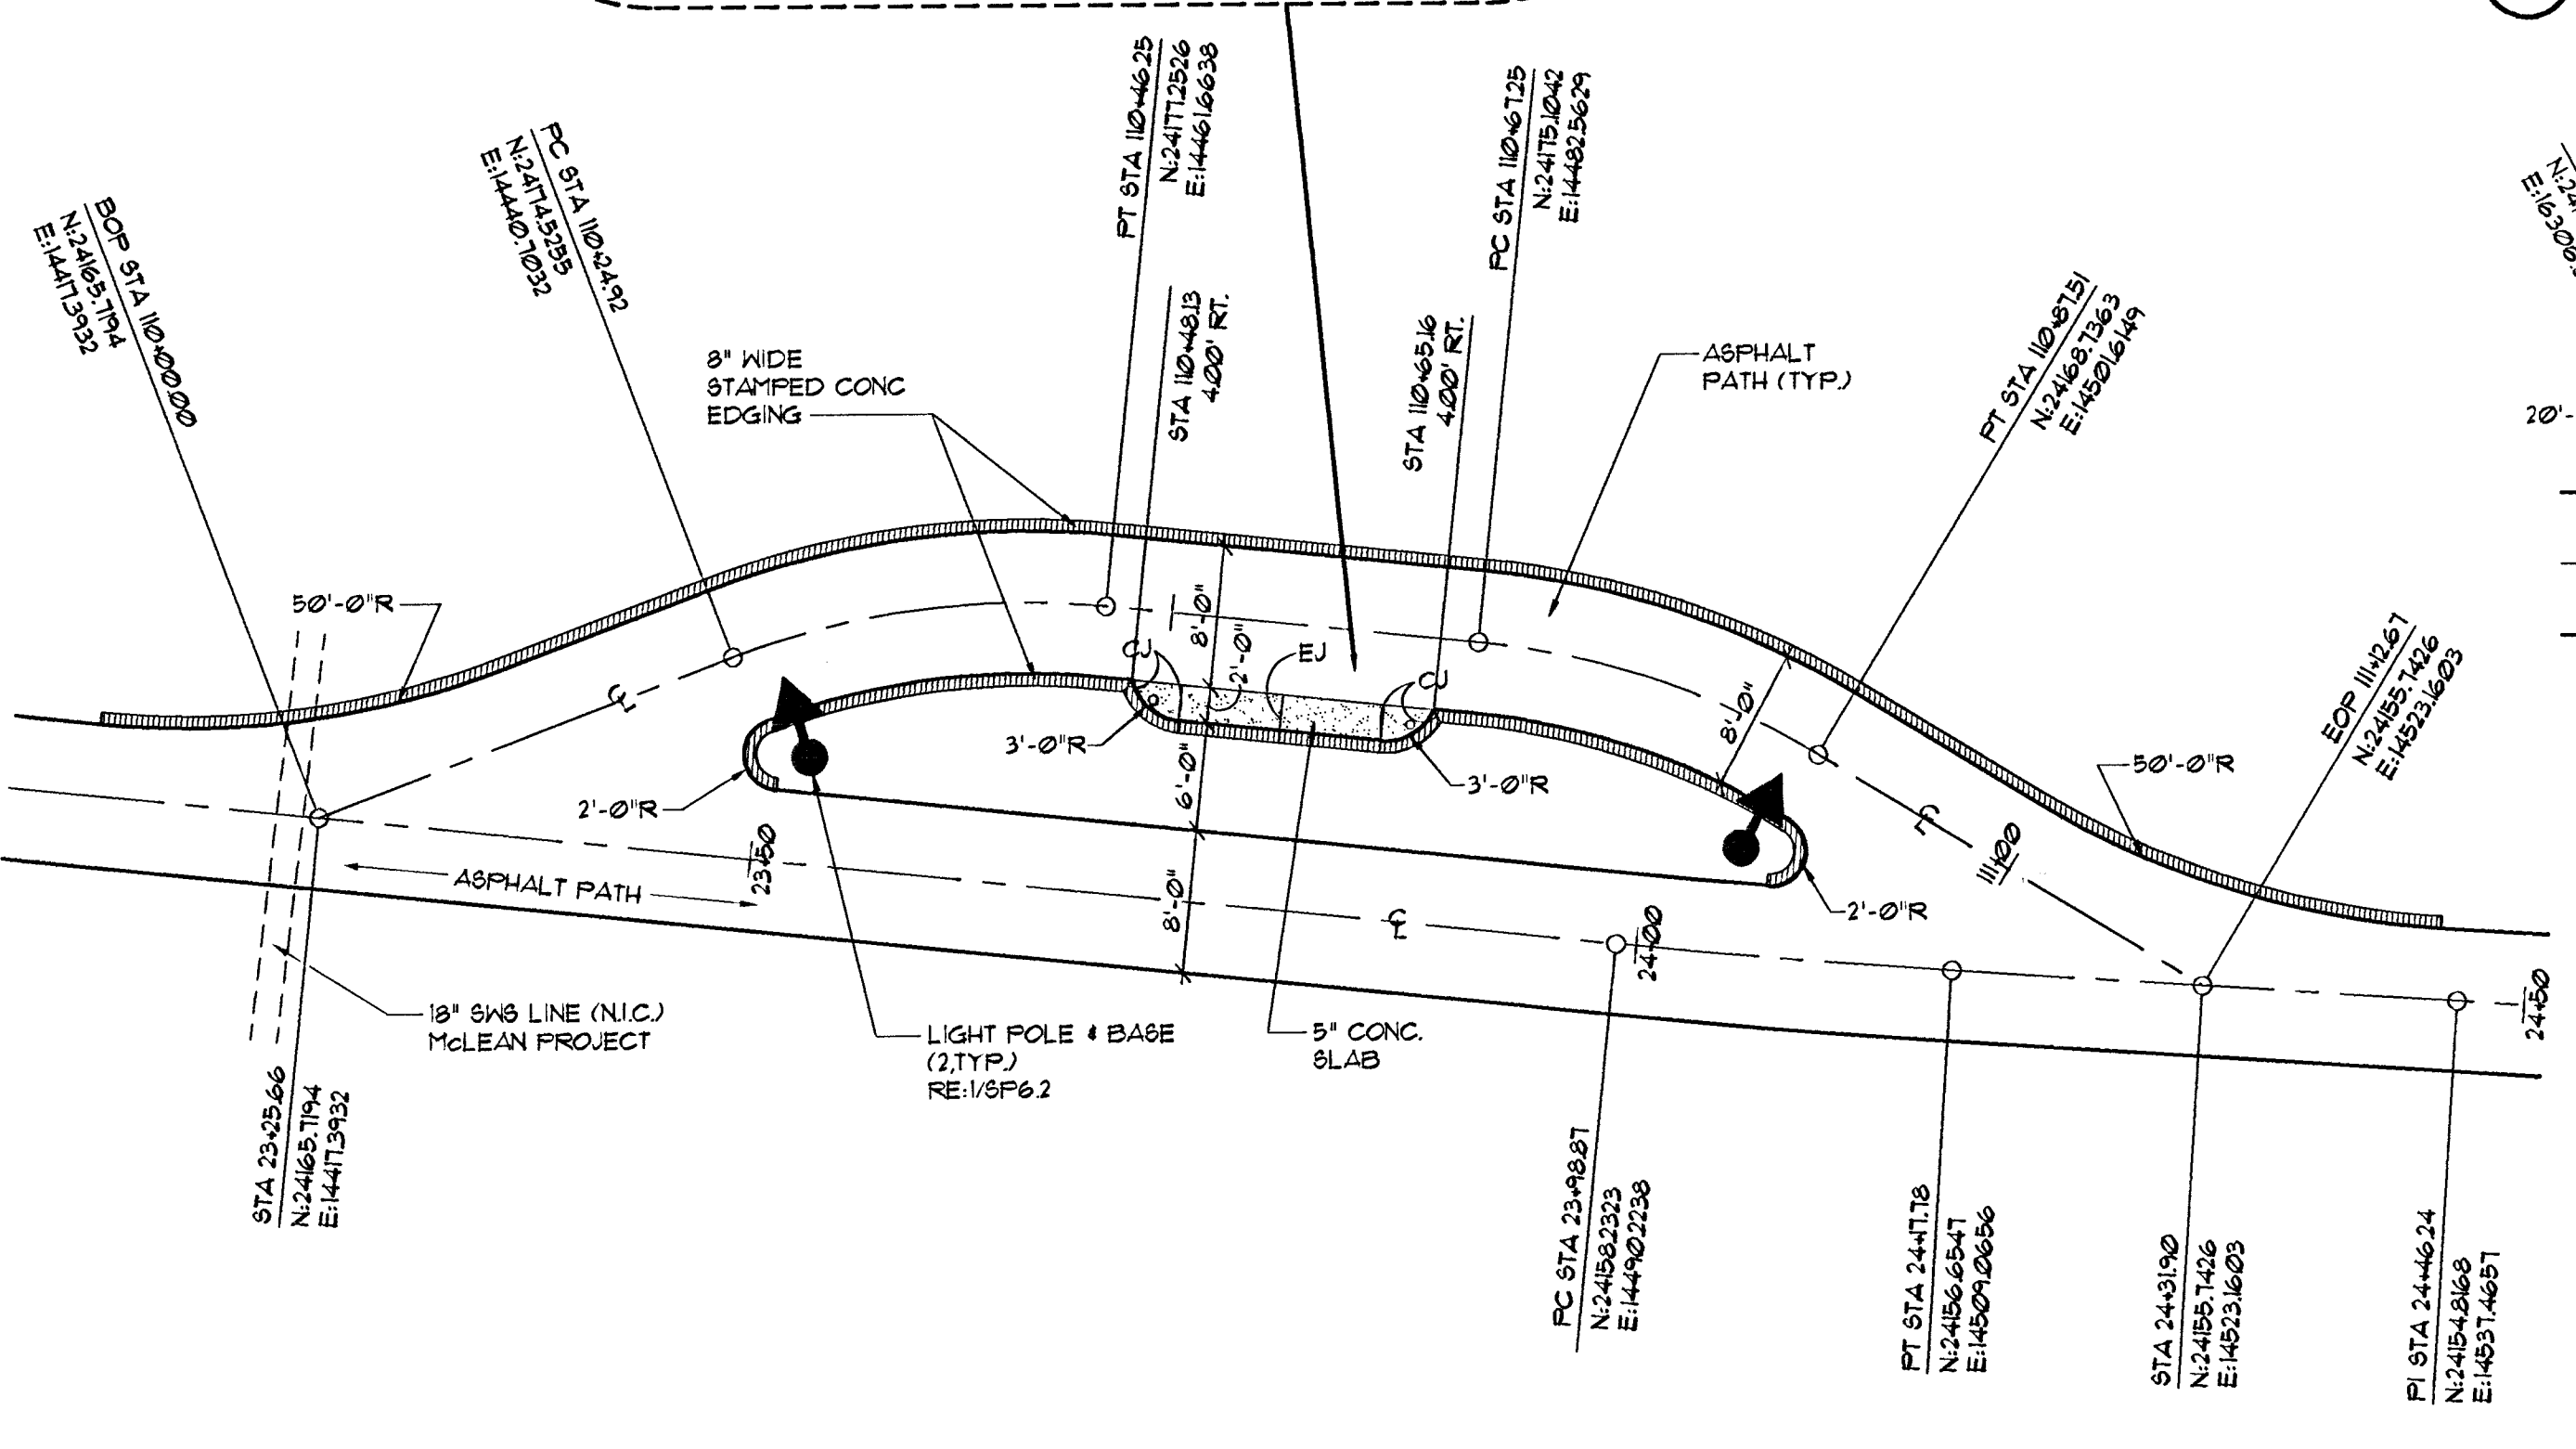 BOP STA 110+00.00
N:24165.7194
E:14417.3932
PC STA 110+24.92
N:24174.5255
E:14440.7032
PT STA 110+46.25
N:24177.2526
E:14461.6638
STA 110+48.13
4.00' RT.
PC STA 110+67.25
N:24175.1042
E:14482.5629
STA 110+65.16
4.00' RT.
PT STA 110+87.51
N:24168.7363
E:14501.6149
EOP 111+12.67
N:24155.7426
E:14523.1603
20'-
8" WIDE
STAMPED CONC
EDGING
ASPHALT
PATH (TYP.)
50'-0"R
8'-0"
2'-0"
CJ
EJ
CJ
3'-0"R
3'-0"R
8'-0"
50'-0"R
2'-0"R
6'-0"
2'-0"R
111+00
23+50
ASPHALT PATH
8'-0"
24+00
24+50
18" SWS LINE (N.I.C.)
McLEAN PROJECT
LIGHT POLE & BASE
(2,TYP.)
RE:1/SP6.2
5" CONC.
SLAB
STA 23+25.66
N:24165.7194
E:14417.3932
PC STA 23+98.87
N:24158.2323
E:14490.2238
PT STA 24+17.78
N:24156.6547
E:14509.0656
STA 24+31.90
N:24155.7426
E:14523.1603
PI STA 24+46.24
N:24154.8168
E:14537.4657